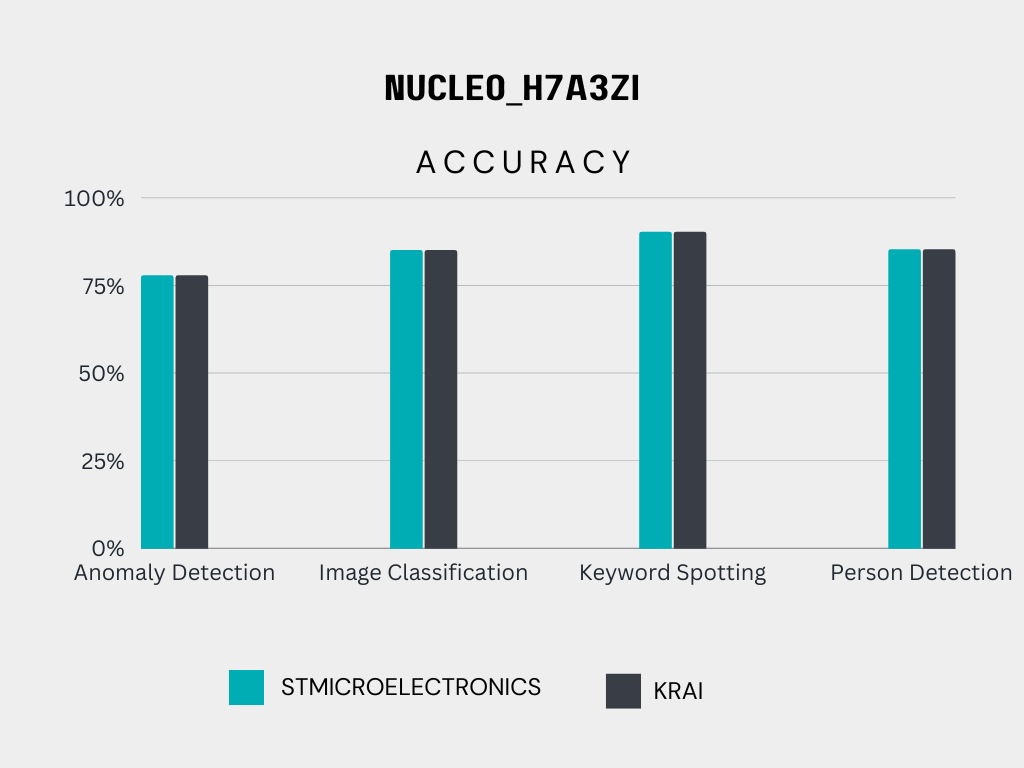 NUCLEO_H7A3ZI
ACCURACY
100%
75%
50%
25%
0%
Anomaly Detection Image Classification Keyword Spotting Person Detection
STMICROELECTRONICS KRAI